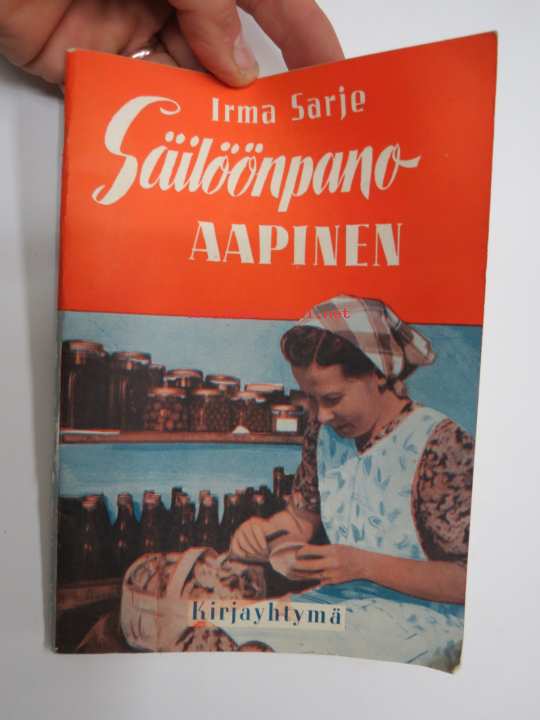 Irma Sarje
Säilöönpano-
AAPINEN
Kirjayhtymä